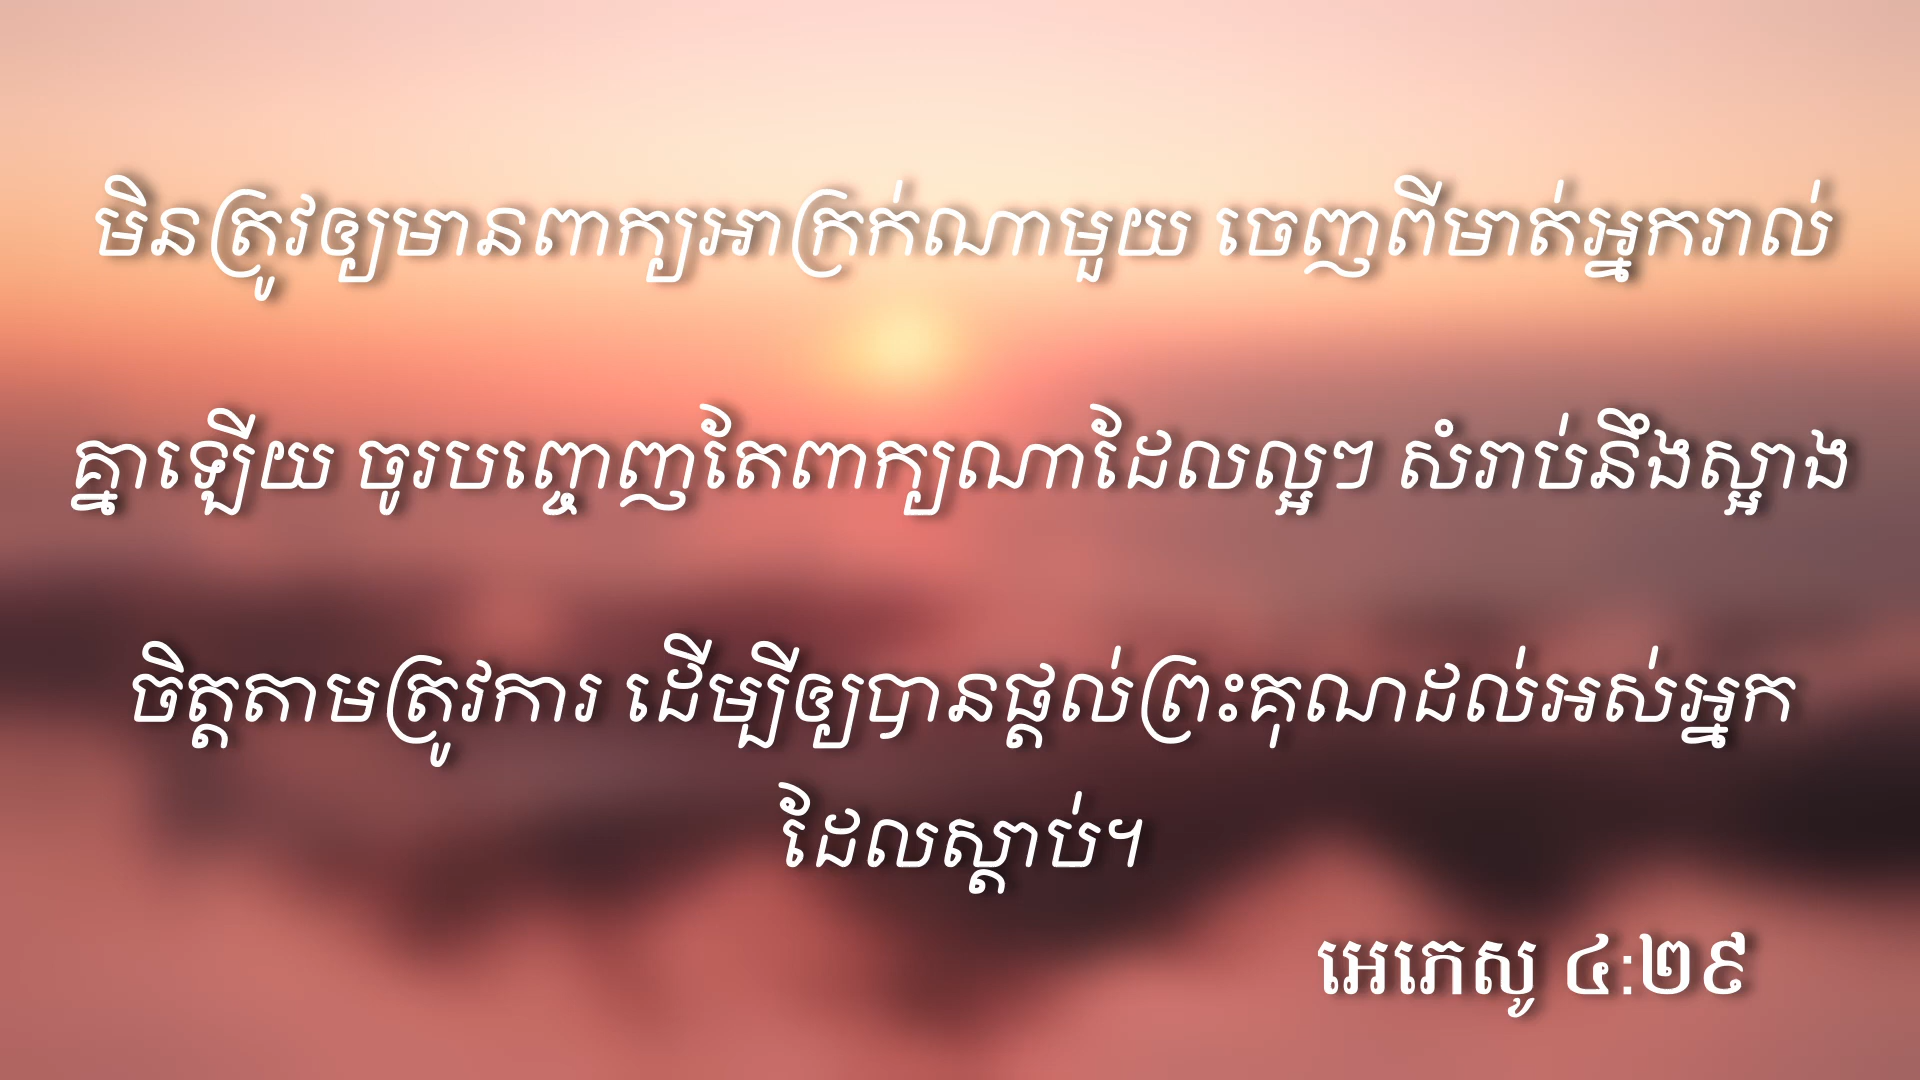 មិនត្រូវឲ្យមានពាក្យអាក្រក់ណាមួយ ចេញពីមាត់អ្នករាល់
គ្នាឡើយ ចូរបញ្ចេញតែពាក្យណាដែលល្អៗ សំរាប់នឹងស្អាង
ចិត្តតាមត្រូវការ ដើម្បីឲ្យបានផ្តល់ព្រះគុណដល់អស់អ្នក
ដែលស្តាប់។
អេភេសូ ៤:២៩